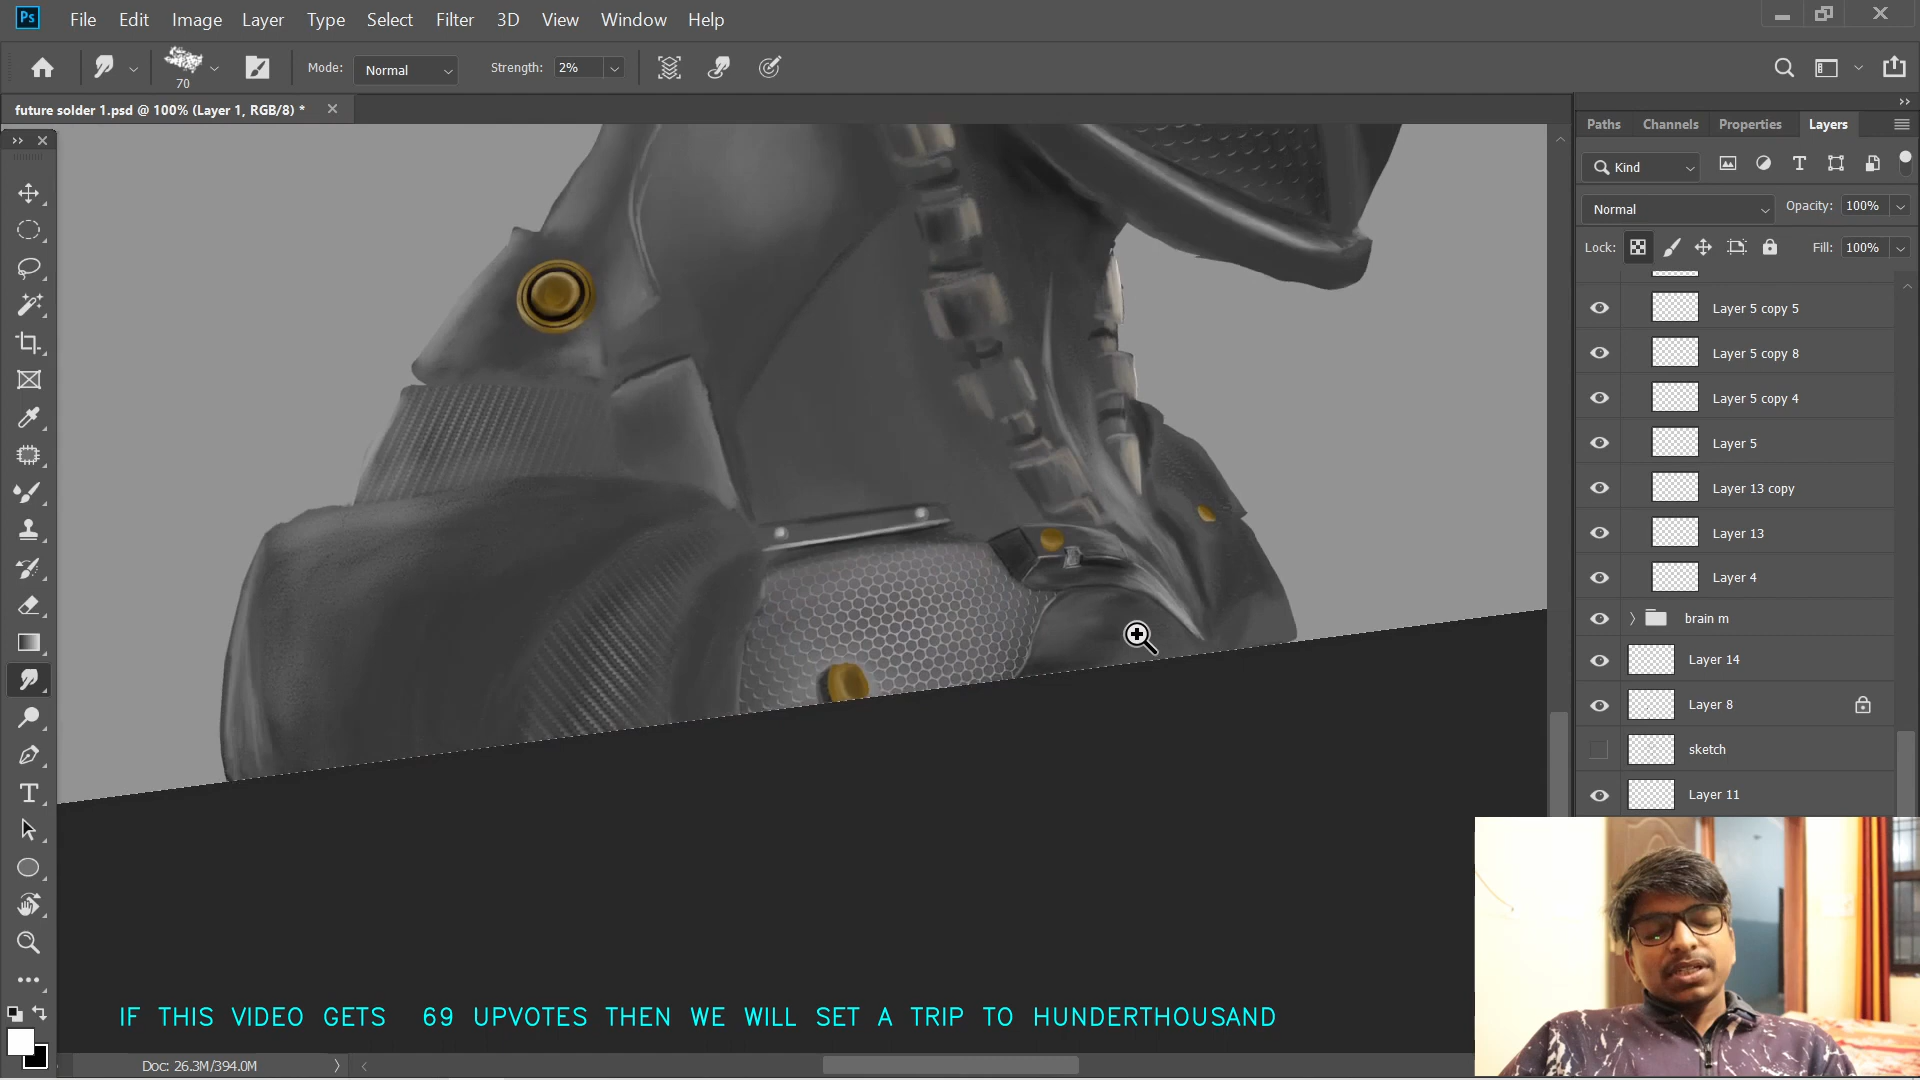 Ps File Edit Image Layer Type Select Filter 3D View Window Help
70 Mode: Normal Strength: 2%
future solder 1.psd @ 100% (Layer 1, RGB/8) *
Paths Channels Properties Layers
Kind
Normal Opacity: 100%
Lock: Fill: 100%
Layer 5 copy 5
Layer 5 copy 8
Layer 5 copy 4
Layer 5
Layer 13 copy
Layer 13
Layer 4
brain m
Layer 14
Layer 8
sketch
Layer 11
IF THIS VIDEO GETS 69 UPVOTES THEN WE WILL SET A TRIP TO HUNDERTHOUSAND
Doc: 26.3M/394.0M